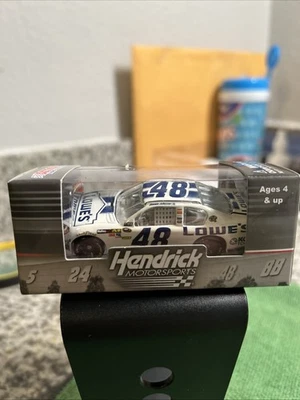 48
Ages 4
& up
LOWE'S
48
LOWE'S
Hendrick
MOTORSPORTS
5
24
48
88